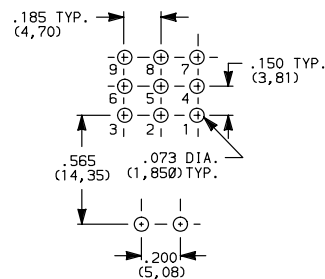 .185 TYP.
(4,70)
.150 TYP.
(3,81)
9 8 7
6 5 4
3 2 1
.565
(14,35)
.073 DIA.
(1,850) TYP.
.200
(5,08)